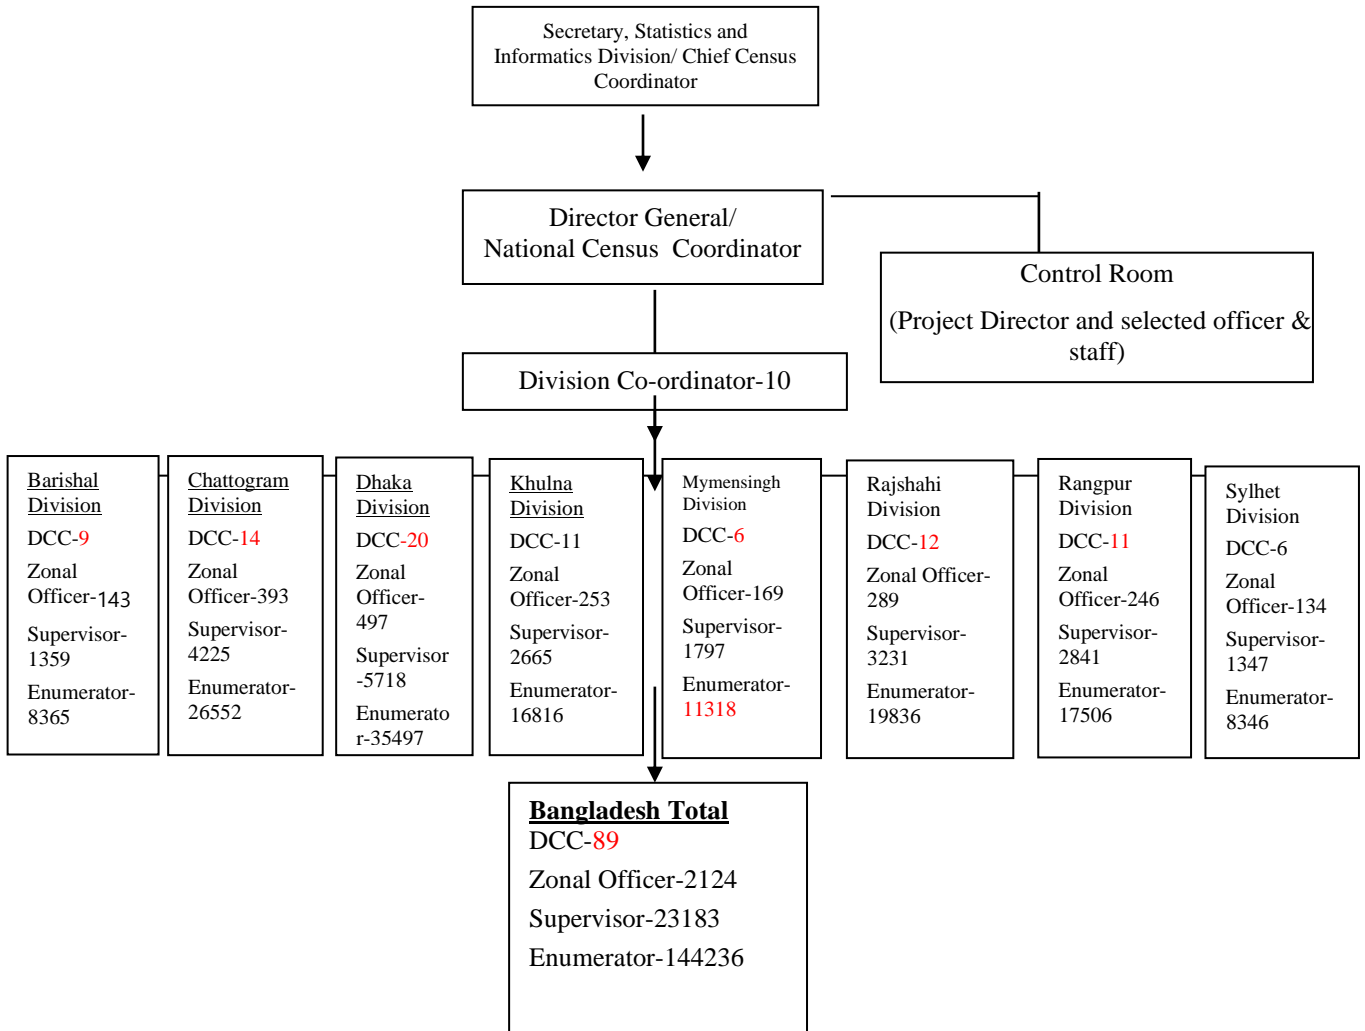 Secretary, Statistics and
Informatics Division/ Chief Census
Coordinator
Director General/
National Census Coordinator
Control Room
(Project Director and selected officer &
staff)
Division Co-ordinator-10
Barishal
Division
DCC-9
Zonal
Officer-143
Supervisor-
1359
Enumerator-
8365
Chattogram
Division
DCC-14
Zonal
Officer-393
Supervisor-
4225
Enumerator-
26552
Dhaka
Division
DCC-20
Zonal
Officer-
497
Supervisor
-5718
Enumerato
r-35497
Khulna
Division
DCC-11
Zonal
Officer-253
Supervisor-
2665
Enumerator-
16816
Mymensingh
Division
DCC-6
Zonal
Officer-169
Supervisor-
1797
Enumerator-
11318
Rajshahi
Division
DCC-12
Zonal Officer-
289
Supervisor-
3231
Enumerator-
19836
Rangpur
Division
DCC-11
Zonal
Officer-246
Supervisor-
2841
Enumerator-
17506
Sylhet
Division
DCC-6
Zonal
Officer-134
Supervisor-
1347
Enumerator-
8346
Bangladesh Total
DCC-89
Zonal Officer-2124
Supervisor-23183
Enumerator-144236